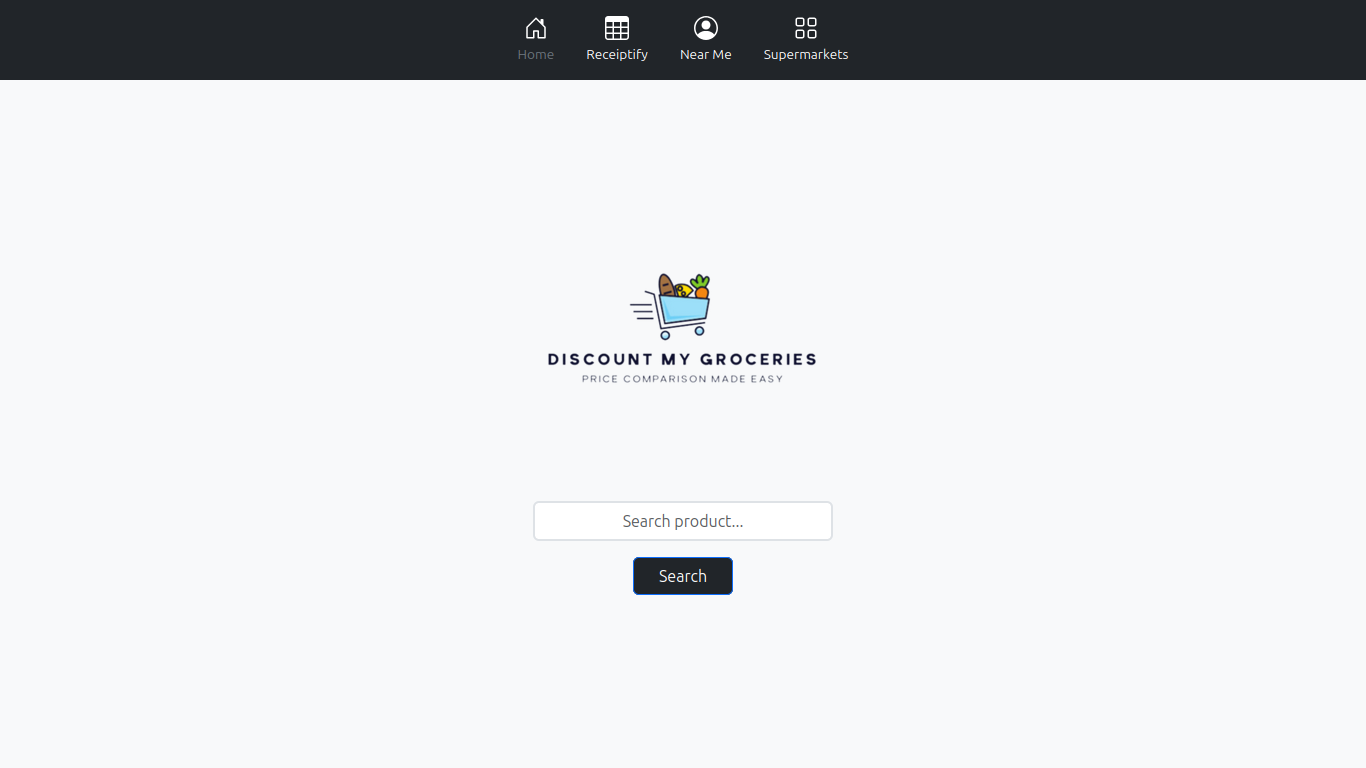 Home Receiptify Near Me Supermarkets
DISCOUNT MY GROCERIES
PRICE COMPARISON MADE EASY
Search product...
Search